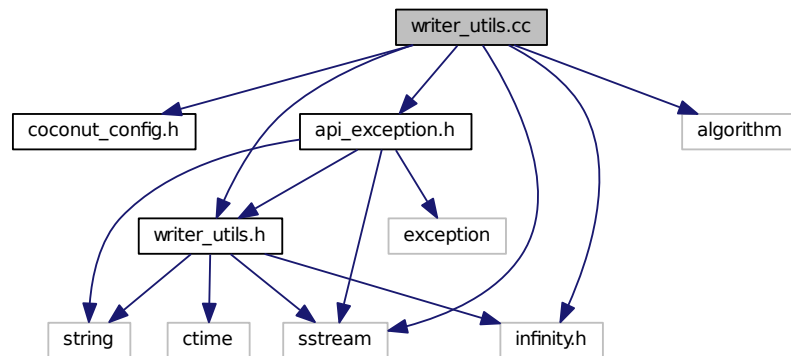 writer_utils.cc
coconut_config.h
api_exception.h
algorithm
writer_utils.h
exception
string
ctime
sstream
infinity.h